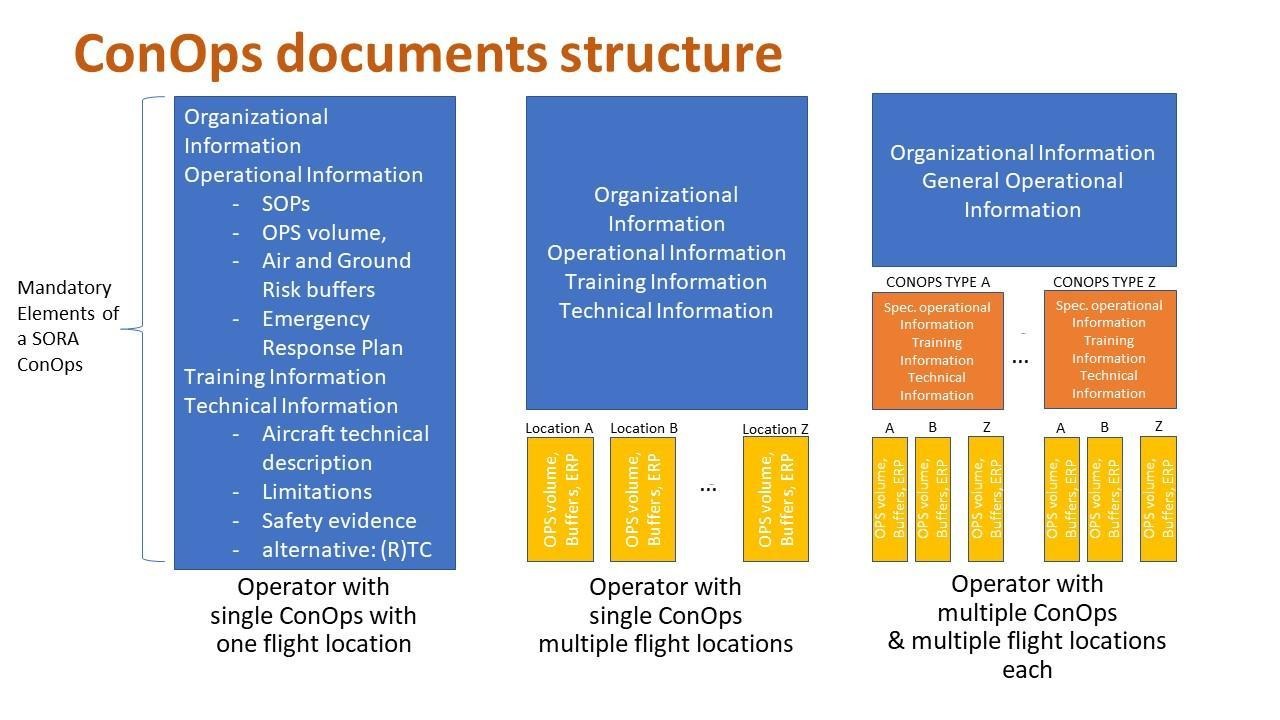 ConOps documents structure
Mandatory
Elements of
a SORA
ConOps
Organizational
Information
Operational Information
- SOPs
- OPS volume,
- Air and Ground
Risk buffers
- Emergency
Response Plan
Training Information
Technical Information
- Aircraft technical
description
- Limitations
- Safety evidence
- alternative: (R)TC
Operator with
single ConOps with
one flight location
Organizational
Information
Operational Information
Training Information
Technical Information
Location A
Location B
Location Z
OPS volume,
Buffers, ERP
OPS volume,
Buffers, ERP
...
OPS volume,
Buffers, ERP
Operator with
single ConOps
multiple flight locations
Organizational Information
General Operational
Information
CONOPS TYPE A
Spec. operational
Information
Training
Information
Technical
Information
...
CONOPS TYPE Z
Spec. operational
Information
Training
Information
Technical
Information
A
B
Z
OPS volume,
Buffers, ERP
OPS volume,
Buffers, ERP
OPS volume,
Buffers, ERP
A
B
Z
OPS volume,
Buffers, ERP
OPS volume,
Buffers, ERP
OPS volume,
Buffers, ERP
Operator with
multiple ConOps
& multiple flight locations
each